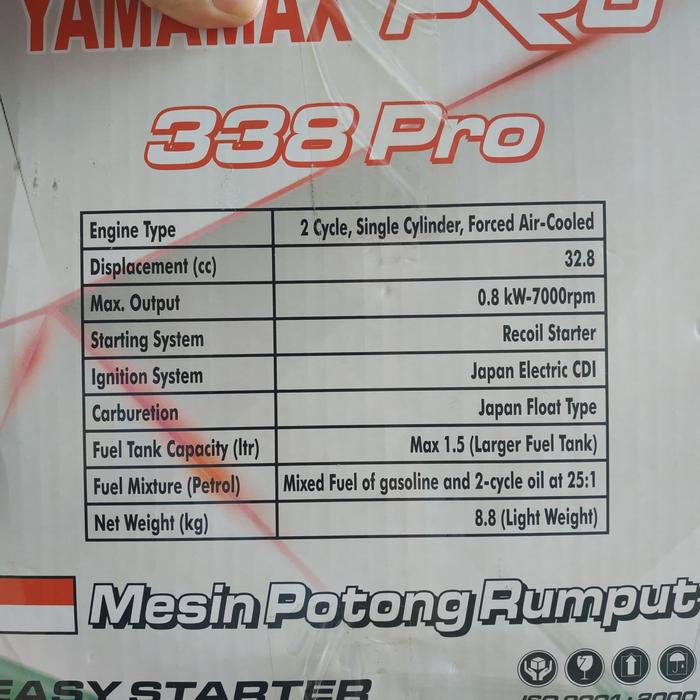 YAMAMAX PRO
338 Pro
Engine Type 2 Cycle, Single Cylinder, Forced Air-Cooled
Displacement (cc) 32.8
Max. Output 0.8 kW-7000rpm
Starting System Recoil Starter
Ignition System Japan Electric CDI
Carburetion Japan Float Type
Fuel Tank Capacity (ltr) Max 1.5 (Larger Fuel Tank)
Fuel Mixture (Petrol) Mixed Fuel of gasoline and 2-cycle oil at 25:1
Net Weight (kg) 8.8 (Light Weight)
Mesin Potong Rumput
EASY STARTER